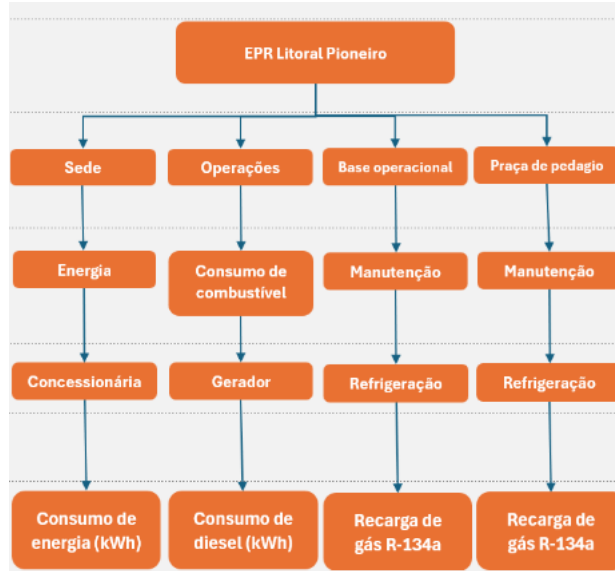 EPR Litoral Pioneiro
Sede
Operações
Base operacional
Praça de pedagio
Energia
Consumo de
combustível
Manutenção
Manutenção
Concessionária
Gerador
Refrigeração
Refrigeração
Consumo de
energia (kWh)
Consumo de
diesel (kWh)
Recarga de
gás R-134a
Recarga de
gás R-134a